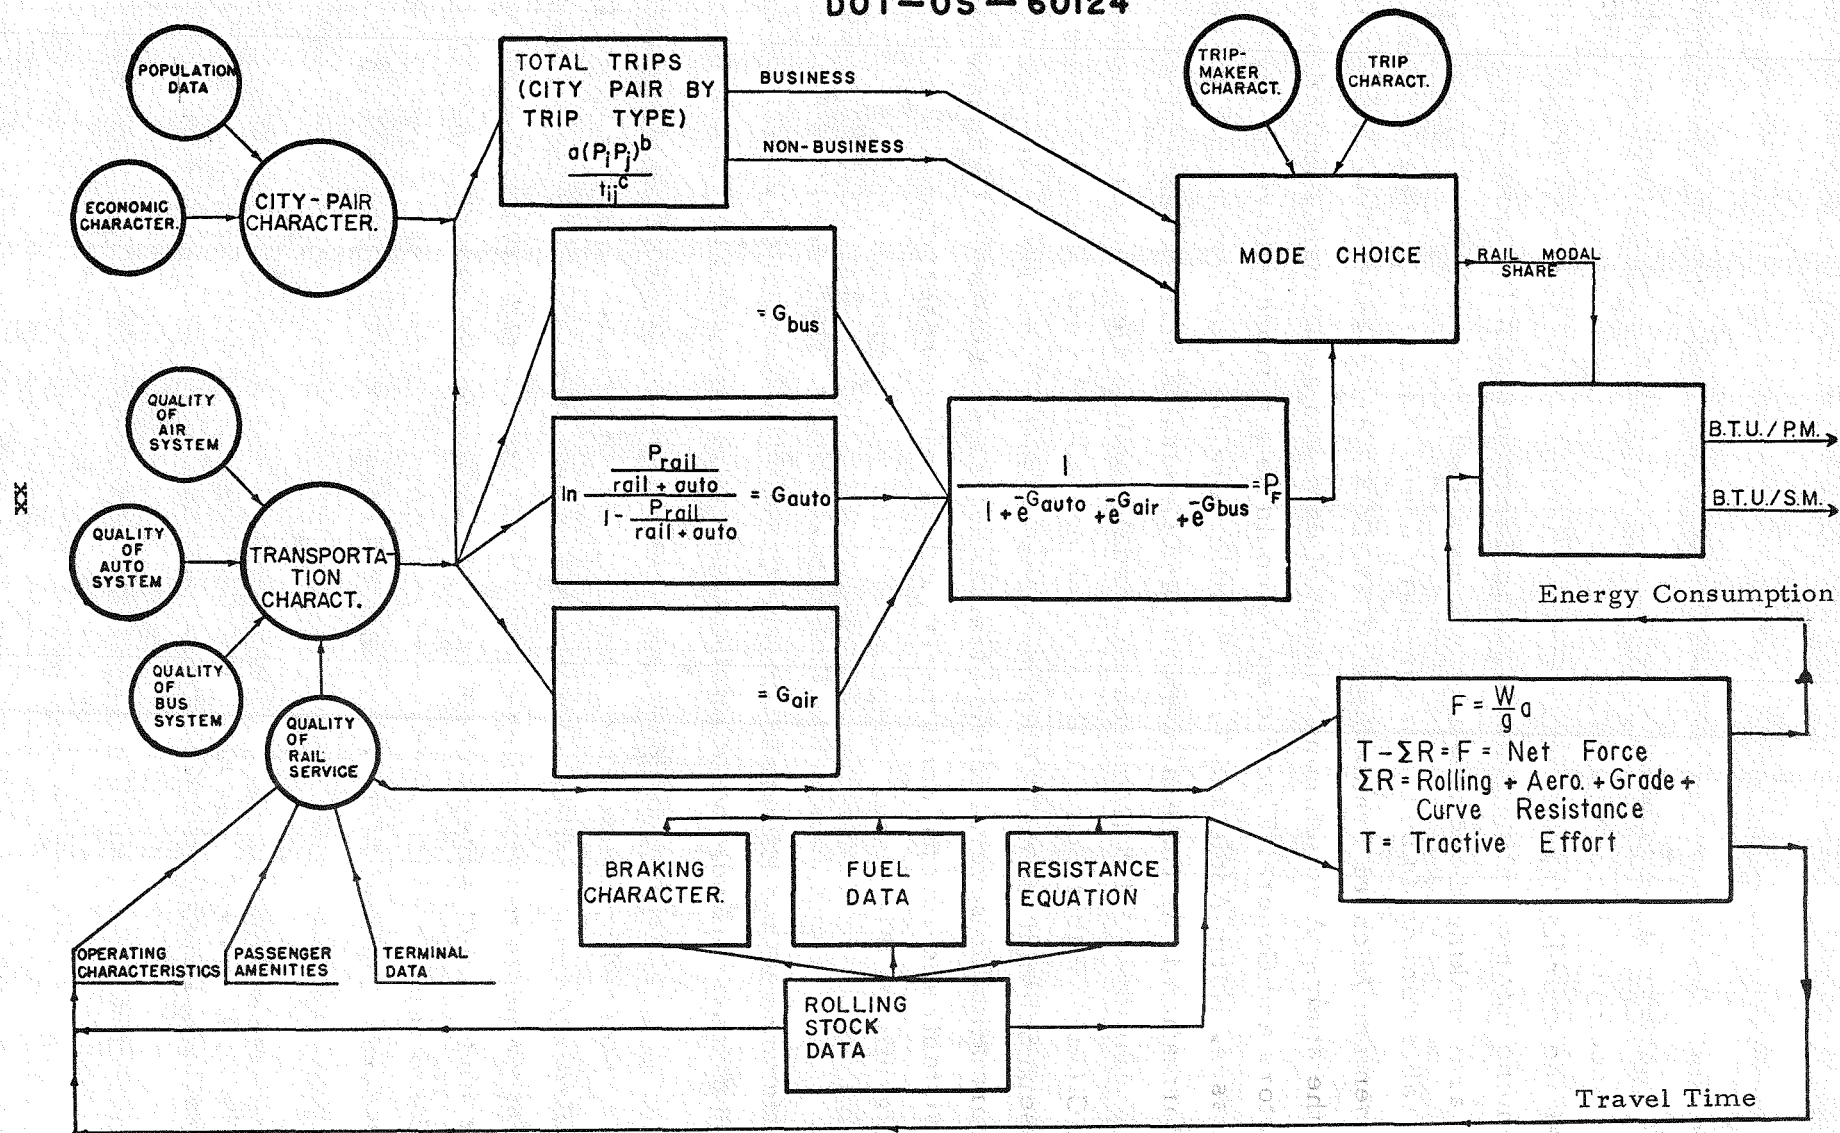 DOT-OS-60124
POPULATION
DATA
ECONOMIC
CHARACTER.
CITY-PAIR
CHARACTER.
TOTAL TRIPS
(CITY PAIR BY
TRIP TYPE)
a(PiPj)^b
tij^c
BUSINESS
NON-BUSINESS
TRIP-
MAKER
CHARACT.
TRIP
CHARACT.
MODE CHOICE
RAIL MODAL
SHARE
= Gbus
QUALITY
OF
AIR
SYSTEM
QUALITY
OF
AUTO
SYSTEM
TRANSPORTA-
TION
CHARACT.
QUALITY
OF
BUS
SYSTEM
QUALITY
OF
RAIL
SERVICE
Prail
rail + auto
ln = Gauto
1- Prail
rail + auto
= Gair
1
1 + e^-Gauto + e^-Gair + e^-Gbus = PF
B.T.U./P.M.
B.T.U./S.M.
Energy Consumption
F = W/g a
T-ΣR = F = Net Force
ΣR = Rolling + Aero. + Grade +
Curve Resistance
T = Tractive Effort
BRAKING
CHARACTER.
FUEL
DATA
RESISTANCE
EQUATION
OPERATING
CHARACTERISTICS
PASSENGER
AMENITIES
TERMINAL
DATA
ROLLING
STOCK
DATA
Travel Time
xx